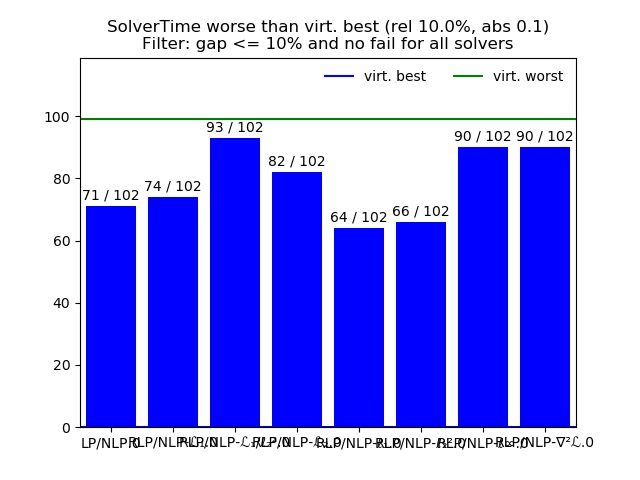 SolverTime worse than virt. best (rel 10.0%, abs 0.1)
Filter: gap <= 10% and no fail for all solvers
virt. best
virt. worst
100
80
60
40
20
0
71 / 102
74 / 102
93 / 102
82 / 102
64 / 102
66 / 102
90 / 102
90 / 102
LP/NLP.0